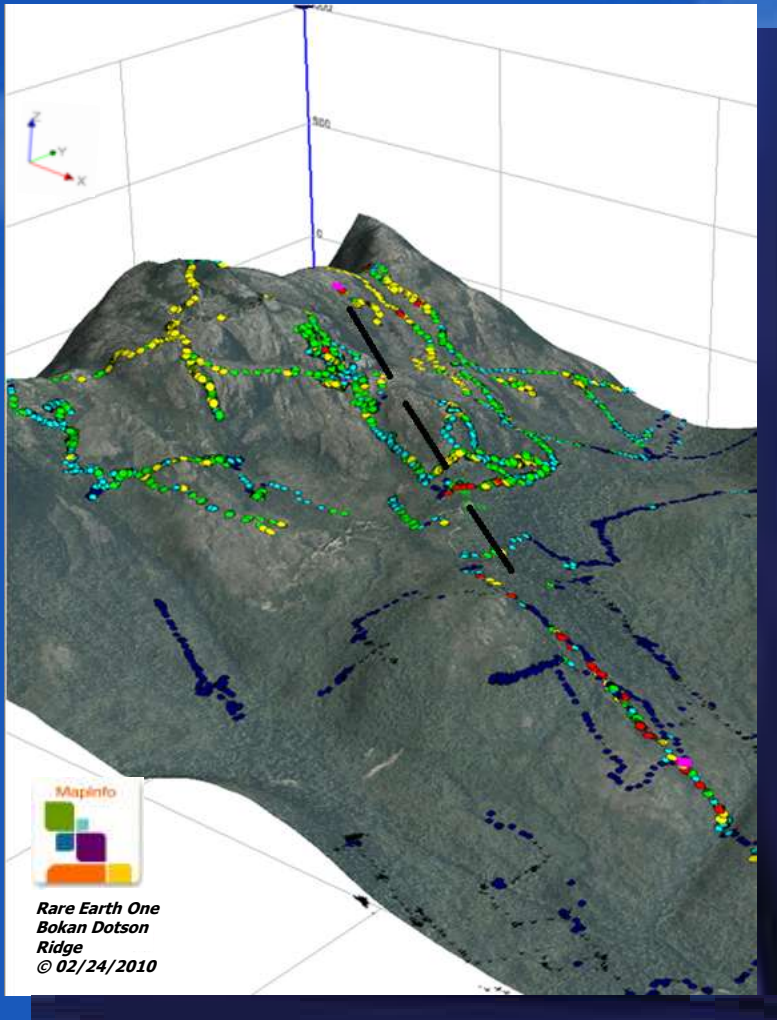 500
0
Z
Y
X
MapInfo
Rare Earth One
Bokan Dotson
Ridge
© 02/24/2010